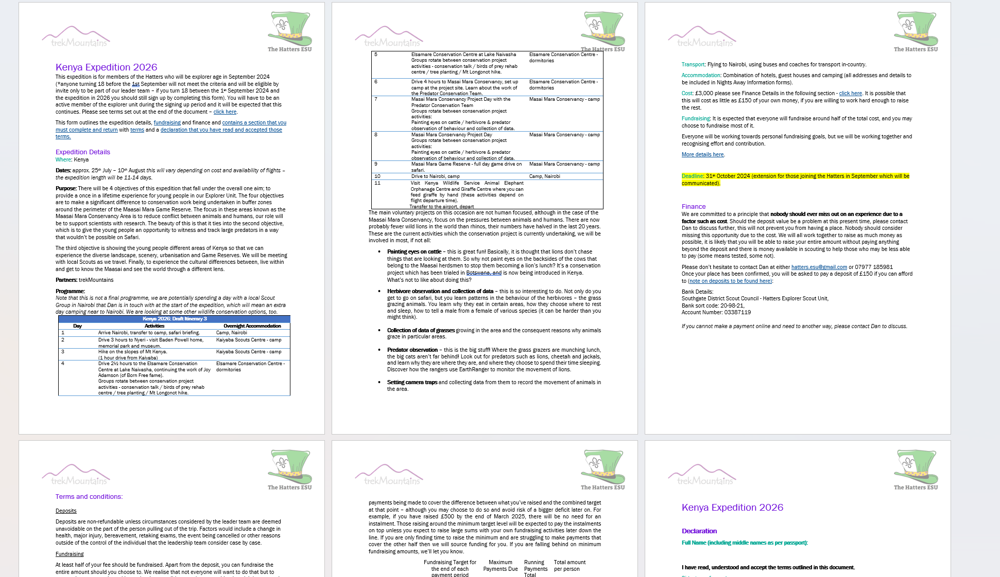 trekMountains
The Hatters ESU
Kenya Expedition 2026
This expedition is for members of the Hatters who will be explorer age in September 2024
(*anyone turning 18 before the 1st September will not meet the criteria and will be eligible by
invite only to be part of our leader team – if you turn 18 between the 1st September 2024 and
the expedition in 2026 you should still sign up by completing this form). You will have to be an
active member of the explorer unit during the signing up period and it will be expected that this
continues. Please see terms set out at the end of the document – click here.
This form outlines the expedition details, fundraising and finance and contains a section that you
must complete and return with terms and a declaration that you have read and accepted those
terms.
Expedition Details
Where: Kenya
Dates: approx. 25th July – 10th August this will vary depending on cost and availability of flights –
the expedition length will be 11-14 days.
Purpose: There will be 4 objectives of this expedition that fall under the overall one aim; to
provide a once in a lifetime experience for young people in our Explorer Unit. The four objectives
are to make a significant difference to conservation work being undertaken in buffer zones
around the perimeter of the Maasai Mara Game Reserve. The focus in these areas known as the
Maasai Mara Conservancy Area is to reduce conflict between animals and humans, our role will
be to support scientists with research. The beauty of this is that it ties into the second objective,
which is to give the young people an opportunity to witness and track large predators in a way
that wouldn't be possible on Safari.
The third objective is showing the young people different areas of Kenya so that we can
experience the diverse landscape, scenery, urbanisation and Game Reserves. We will be meeting
with local Scouts as we travel. Finally, to experience the cultural differences between, live within
and get to know the Maasai and see the world through a different lens.
Partners: trekMountains
Programme:
Note that this is not a final programme, we are potentially spending a day with a local Scout
Group in Nairobi that Dan is in touch with at the start of the expedition, which will mean an extra
day camping near to Nairobi. We are looking at some other wildlife conservation options, too.
Kenya 2026: Draft Itinerary 3
Day Activities Overnight Accommodation
1 Arrive Nairobi, transfer to camp, safari briefing. Camp, Nairobi
2 Drive 3 hours to Nyeri - visit Baden Powell home, Kaiyaba Scouts Centre - camp
memorial park and museum.
3 Hike on the slopes of Mt Kenya. Kaiyaba Scouts Centre - camp
(1 hour drive from Kaiyaba)
4 Drive 2½ hours to the Elsamare Conservation Elsamare Conservation Centre -
Centre at Lake Naivasha, continuing the work of Joy dormitories
Adamson (of Born Free fame).
Groups rotate between conservation project
activities - conservation talk / birds of prey rehab
centre / tree planting / Mt Longonot hike.
trekMountains
The Hatters ESU
5 Elsamare Conservation Centre at Lake Naivasha Elsamare Conservation Centre -
Groups rotate between conservation project dormitories
activities - conservation talk / birds of prey rehab
centre / tree planting / Mt Longonot hike.
6 Drive 4 hours to Masai Mara Conservancy, set up Elsamare Conservation Centre -
camp at the project site. Learn about the work of dormitories
the Predator Conservation Team.
7 Masai Mara Conservancy Project Day with the Masai Mara Conservancy - camp
Predator Conservation Team
Groups rotate between conservation project
activities:
Painting eyes on cattle / herbivore & predator
observation of behaviour and collection of data.
8 Masai Mara Conservancy Project Day Masai Mara Conservancy - camp
Groups rotate between conservation project
activities:
Painting eyes on cattle / herbivore & predator
observation of behaviour and collection of data.
9 Masai Mara Game Reserve - full day game drive on Masai Mara Conservancy - camp
safari.
10 Drive to Nairobi, camp Camp, Nairobi
11 Visit Kenya Wildlife Service Animal Elephant
Orphanage Centre and Giraffe Centre where you can
feed giraffe by hand (these activities depend on
flight departure time).
Transfer to the airport, depart
The main voluntary projects on this occasion are not human focused, although in the case of the
Maasai Mara Conservancy, focus on the pressures between animals and humans. There are now
probably fewer wild lions in the world than rhinos, their numbers have halved in the last 20 years.
These are the current activities which the conservation project is currently undertaking, we will be
involved in most, if not all:
• Painting eyes on cattle – this is great fun! Basically, it is thought that lions don't chase
things that are looking at them. So why not paint eyes on the backsides of the cows that
belong to the Maasai herdsmen to stop them becoming a lion's lunch? It's a conservation
project which has been trialed in Botswana, and is now being introduced in Kenya.
What's not to like about doing this?
• Herbivore observation and collection of data – this is so interesting to do. Not only do you
get to go on safari, but you learn patterns in the behaviour of the herbivores – the grass
grazing animals. You learn why they eat in certain areas, how they choose where to rest
and sleep, how to tell a male from a female of various species (it can be harder than you
might think).
• Collection of data of grasses growing in the area and the consequent reasons why animals
graze in particular areas.
• Predator observation – this is the big stuff! Where the grass grazers are munching lunch,
the big cats aren't far behind! Look out for predators such as lions, cheetah and jackals,
and learn why they are where they are, and where they choose to spend their time sleeping.
Discover how the rangers use EarthRanger to monitor the movement of lions.
• Setting camera traps and collecting data from them to record the movement of animals in
the area.
trekMountains
The Hatters ESU
Transport: Flying to Nairobi, using buses and coaches for transport in-country.
Accommodation: Combination of hotels, guest houses and camping (all addresses and details to
be included in Nights Away Information forms).
Cost: £3,000 please see Finance Details in the following section - click here. It is possible that
this will cost as little as £150 of your own money, if you are willing to work hard enough to raise
the rest.
Fundraising: It is expected that everyone will fundraise around half of the total cost, and you may
choose to fundraise most of it.
Everyone will be working towards personal fundraising goals, but we will be working together and
recognising effort and contribution.
More details here.
Deadline: 31st October 2024 (extension for those joining the Hatters in September which will be
communicated).
Finance
We are committed to a principle that nobody should ever miss out on an experience due to a
factor such as cost. Should the deposit value be a problem at this present time, please contact
Dan to discuss further, this will not prevent you from having a place. Nobody should consider
missing this opportunity due to the cost. We will all work together to raise as much money as
possible, it is likely that you will be able to raise your entire amount without paying anything
beyond the deposit and there is money available in scouting to help those who may be less able
to pay (some means tested, some not).
Please don't hesitate to contact Dan at either hatters.esu@gmail.com or 07977 185981
Once your place has been confirmed, you will be asked to pay a deposit of £150 if you can afford
to (note on deposits to be found here):
Bank Details:
Southgate District Scout Council - Hatters Explorer Scout Unit,
Bank sort code: 20-98-21,
Account Number: 03387119
If you cannot make a payment online and need to another way, please contact Dan to discuss.
trekMountains
The Hatters ESU
Terms and conditions:
Deposits
Deposits are non-refundable unless circumstances considered by the leader team are deemed
unavoidable on the part of the person pulling out of the trip. Factors would include a change in
health, major injury, bereavement, retaking exams, the event being cancelled or other reasons
outside of the control of the individual that the leadership team consider case by case.
Fundraising
At least half of your fee should be fundraised. Apart from the deposit, you can fundraise the
entire amount should you choose to. We realise that not everyone will want to do that but to
trekMountains
The Hatters ESU
payments being made to cover the difference between what you've raised and the combined target
at that point – although you may choose to do so and avoid risk of a bigger deficit later on. For
example, if you have raised £500 by the end of March 2025, there will be no need for an
instalment. Those raising around the minimum target level will be expected to pay the instalments
on top unless you expect to raise large sums with your own fundraising activities later down the
line. If you are only finding time to raise the minimum and are struggling to make payments that
cover the other half then we will source funding for you. If you are falling behind on minimum
fundraising amounts, we'll let you know.
Fundraising Target for Maximum Running Total amount
the end of each Payments Due Payments per person
payment period Total
trekMountains
The Hatters ESU
Kenya Expedition 2026
Declaration
Full Name (including middle names as per passport):
I have read, understood and accept the terms outlined in this document.